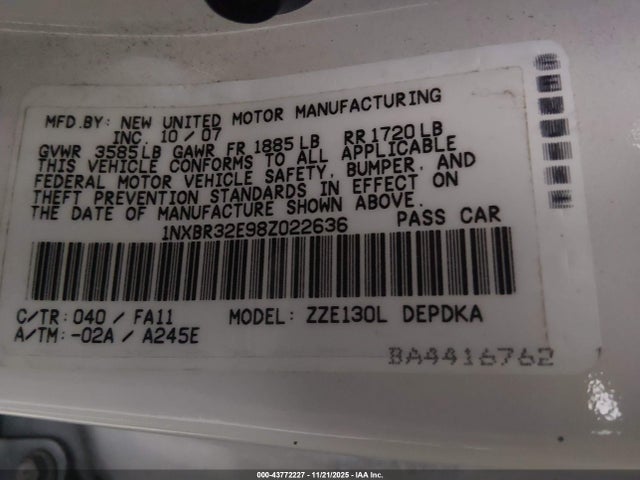 MFD.BY: NEW UNITED MOTOR MANUFACTURING
INC. 10 / 07
GVWR 3585LB GAWR FR 1885LB RR1720LB
THIS VEHICLE CONFORMS TO ALL APPLICABLE
FEDERAL MOTOR VEHICLE SAFETY, BUMPER, AND
THEFT PREVENTION STANDARDS IN EFFECT ON
THE DATE OF MANUFACTURE SHOWN ABOVE.
1NXBR32E98Z022636 PASS CAR
C/TR: 040 / FA11 MODEL: ZZE130L DEPDKA
A/TM: -02A / A245E
BA4416762
000-43772227 - 11/21/2025 - IAA Inc.